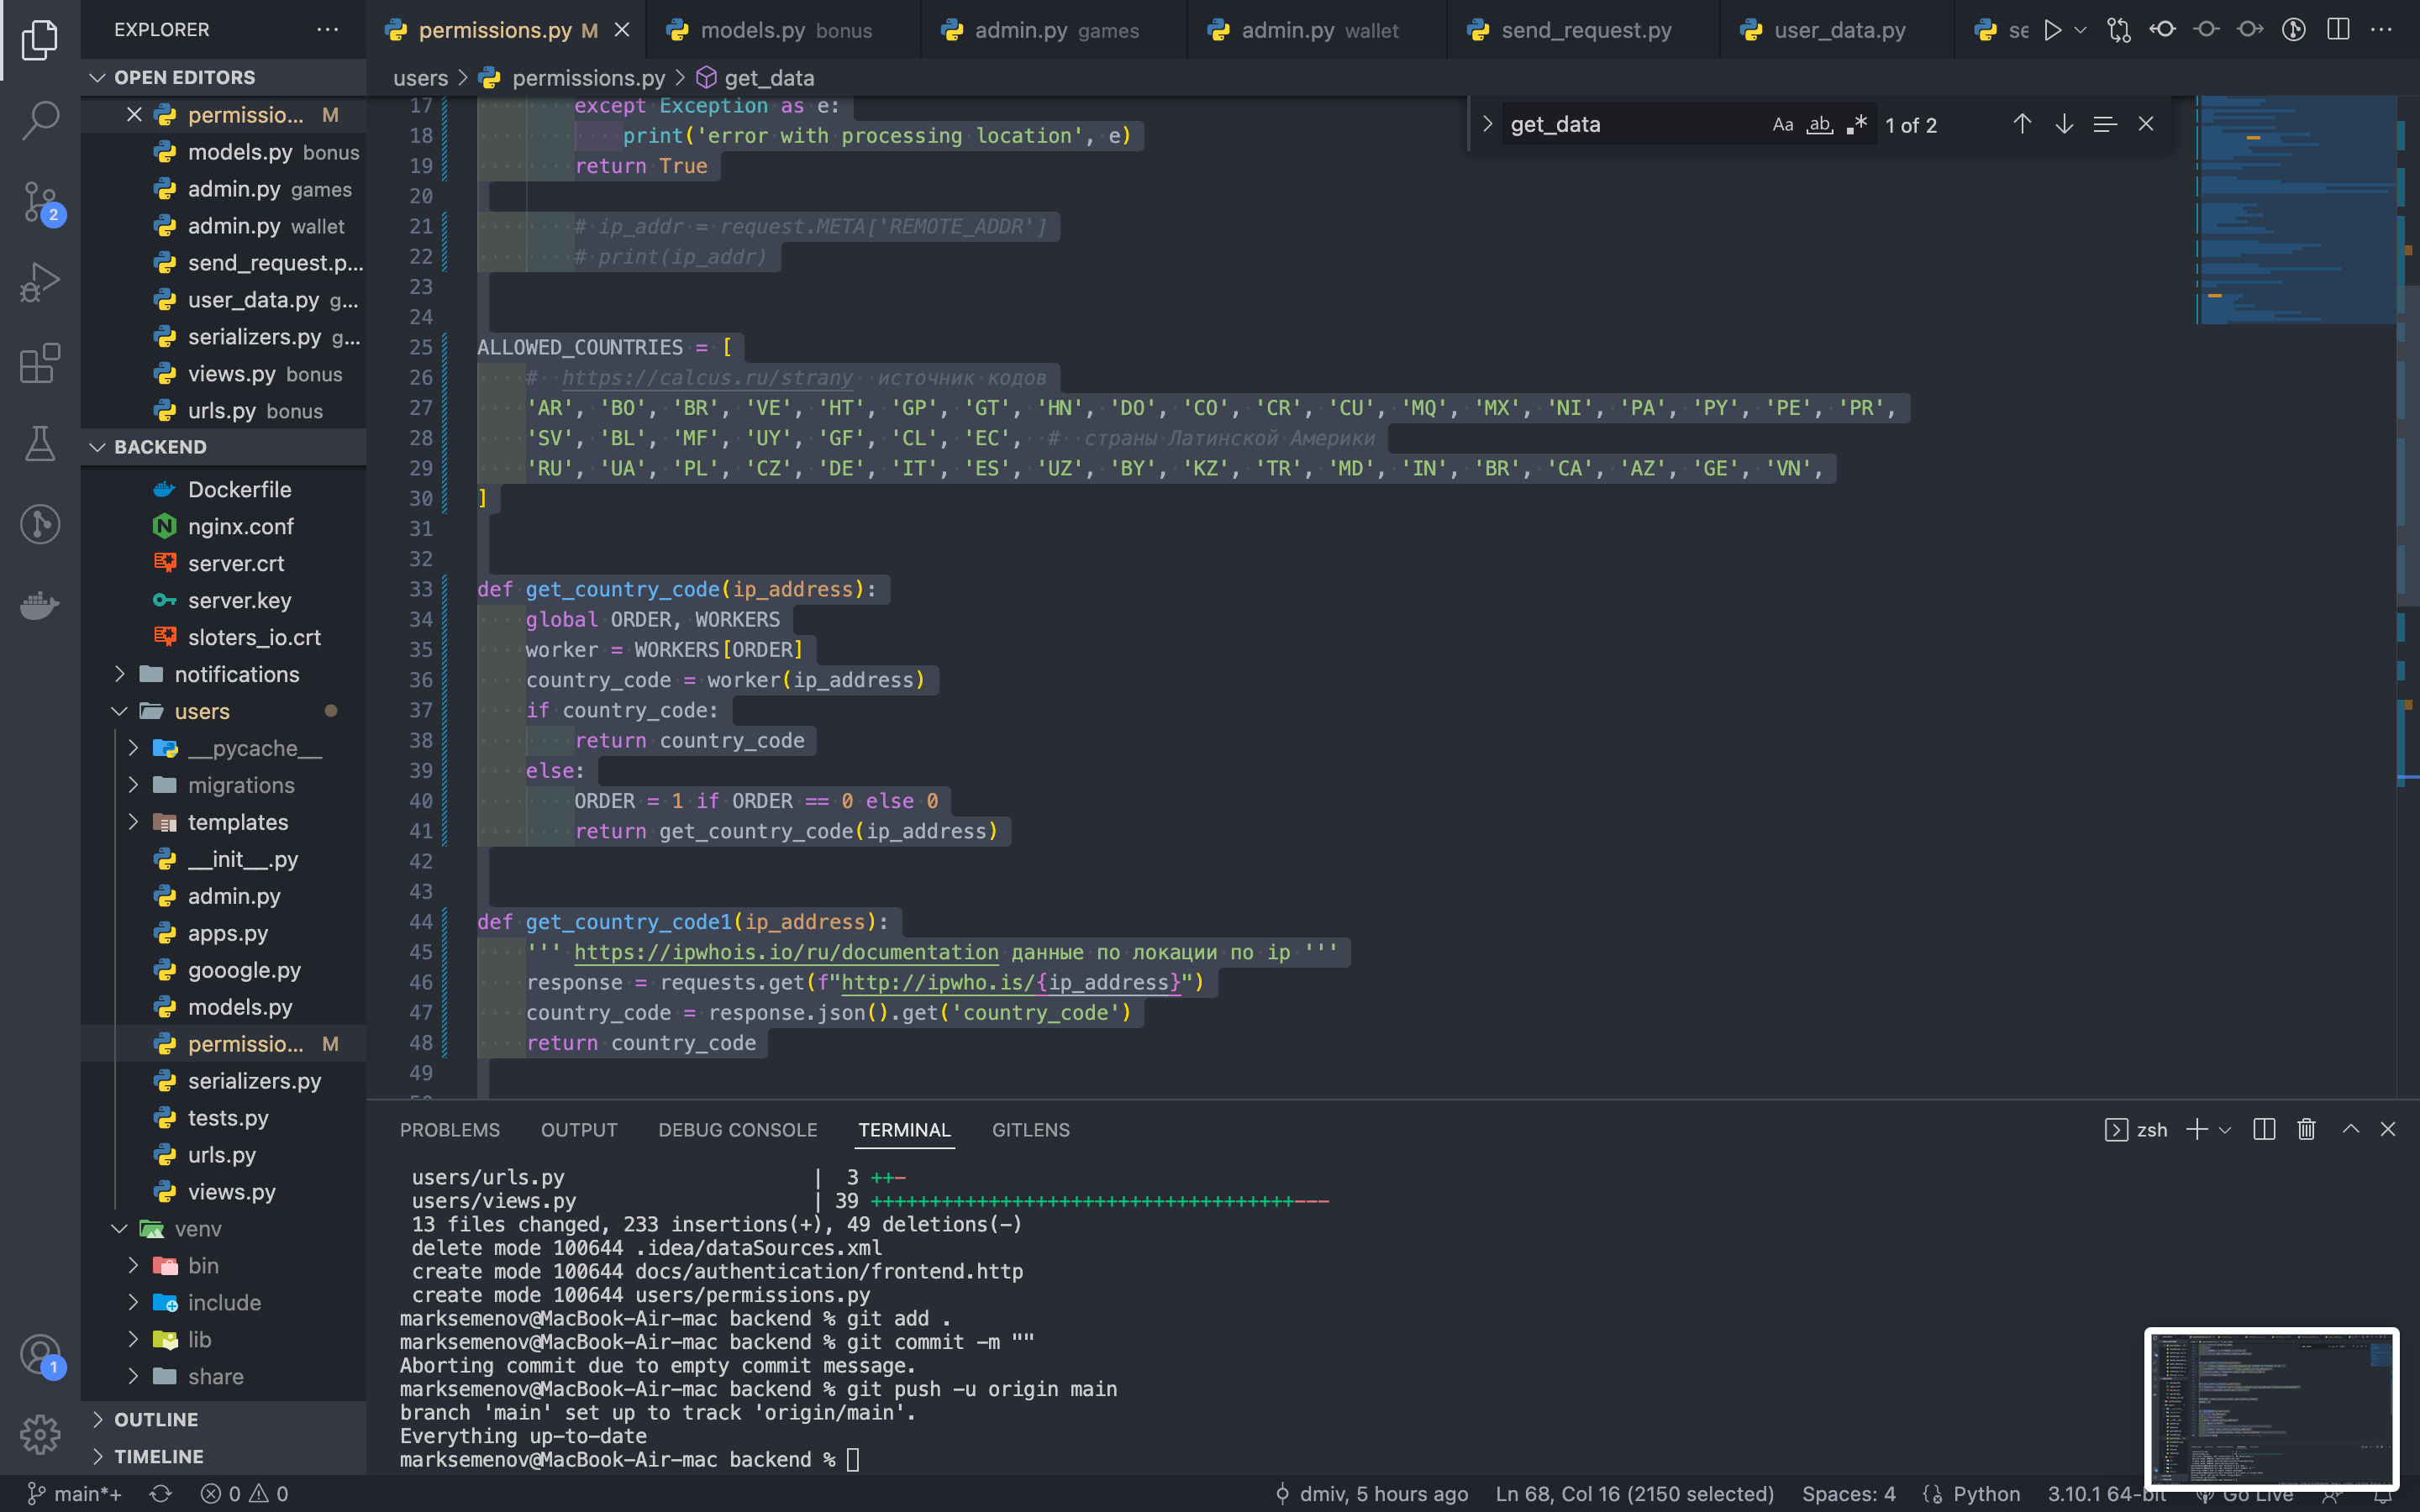 EXPLORER
OPEN EDITORS
permissio... M
models.py bonus
admin.py games
admin.py wallet
send_request.p...
user_data.py g...
serializers.py g...
views.py bonus
urls.py bonus
BACKEND
Dockerfile
nginx.conf
server.crt
server.key
sloters_io.crt
notifications
users
__pycache__
migrations
templates
__init__.py
admin.py
apps.py
gooogle.py
models.py
permissio... M
serializers.py
tests.py
urls.py
views.py
venv
bin
include
lib
share
OUTLINE
TIMELINE
2
1
permissions.py M
models.py bonus
admin.py games
admin.py wallet
send_request.py
user_data.py
se
users > permissions.py > get_data
get_data Aa ab .* 1 of 2
17 except Exception as e:
18 print('error with processing location', e)
19 return True
20
21 # ip_addr = request.META['REMOTE_ADDR']
22 # print(ip_addr)
23
24
25 ALLOWED_COUNTRIES = [
26 # https://calcus.ru/strany источник кодов
27 'AR', 'BO', 'BR', 'VE', 'HT', 'GP', 'GT', 'HN', 'DO', 'CO', 'CR', 'CU', 'MQ', 'MX', 'NI', 'PA', 'PY', 'PE', 'PR',
28 'SV', 'BL', 'MF', 'UY', 'GF', 'CL', 'EC', # страны Латинской Америки
29 'RU', 'UA', 'PL', 'CZ', 'DE', 'IT', 'ES', 'UZ', 'BY', 'KZ', 'TR', 'MD', 'IN', 'BR', 'CA', 'AZ', 'GE', 'VN',
30 ]
31
32
33 def get_country_code(ip_address):
34 global ORDER, WORKERS
35 worker = WORKERS[ORDER]
36 country_code = worker(ip_address)
37 if country_code:
38 return country_code
39 else:
40 ORDER = 1 if ORDER == 0 else 0
41 return get_country_code(ip_address)
42
43
44 def get_country_code1(ip_address):
45 ''' https://ipwhois.io/ru/documentation данные по локации по ip '''
46 response = requests.get(f"http://ipwho.is/{ip_address}")
47 country_code = response.json().get('country_code')
48 return country_code
49
PROBLEMS OUTPUT DEBUG CONSOLE TERMINAL GITLENS zsh
users/urls.py | 3 ++-
users/views.py | 39 ++++++++++++++++++++++++++++++++++++---
13 files changed, 233 insertions(+), 49 deletions(-)
delete mode 100644 .idea/dataSources.xml
create mode 100644 docs/authentication/frontend.http
create mode 100644 users/permissions.py
marksemenov@MacBook-Air-mac backend % git add .
marksemenov@MacBook-Air-mac backend % git commit -m ""
Aborting commit due to empty commit message.
marksemenov@MacBook-Air-mac backend % git push -u origin main
branch 'main' set up to track 'origin/main'.
Everything up-to-date
marksemenov@MacBook-Air-mac backend %
main*+ 0 0 dmiv, 5 hours ago Ln 68, Col 16 (2150 selected) Spaces: 4 Python 3.10.1 64-bit Go Live